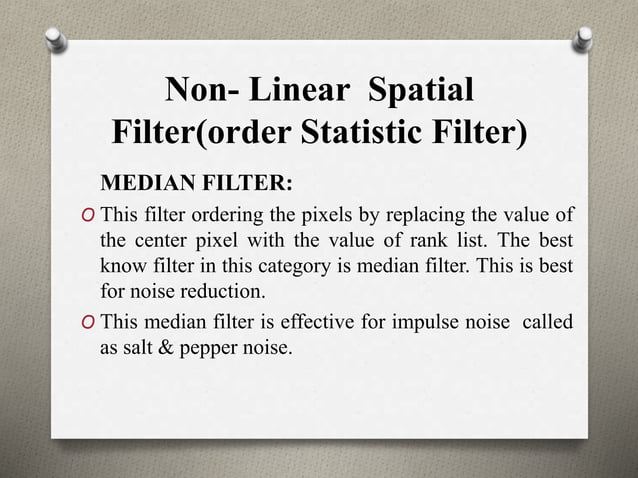 Non- Linear Spatial
Filter(order Statistic Filter)
MEDIAN FILTER:
O This filter ordering the pixels by replacing the value of
the center pixel with the value of rank list. The best
know filter in this category is median filter. This is best
for noise reduction.
O This median filter is effective for impulse noise called
as salt & pepper noise.